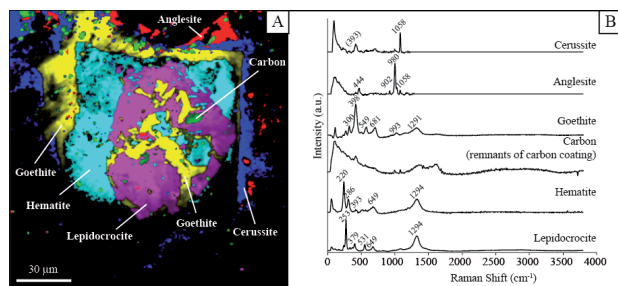 A
Anglesite
Carbon
Goethite
Hematite
Lepidocrocite
Goethite
Cerussite
30 µm
B
Intensity (a.u.)
(393)
1058
Cerussite
444
902
980
1058
Anglesite
300
398
549
681
993
1291
Goethite
Carbon
(remnants of carbon coating)
220
286
393
649
1294
Hematite
253
379
531
649
1294
Lepidocrocite
0 500 1000 1500 2000 2500 3000 3500 4000
Raman Shift (cm⁻¹)